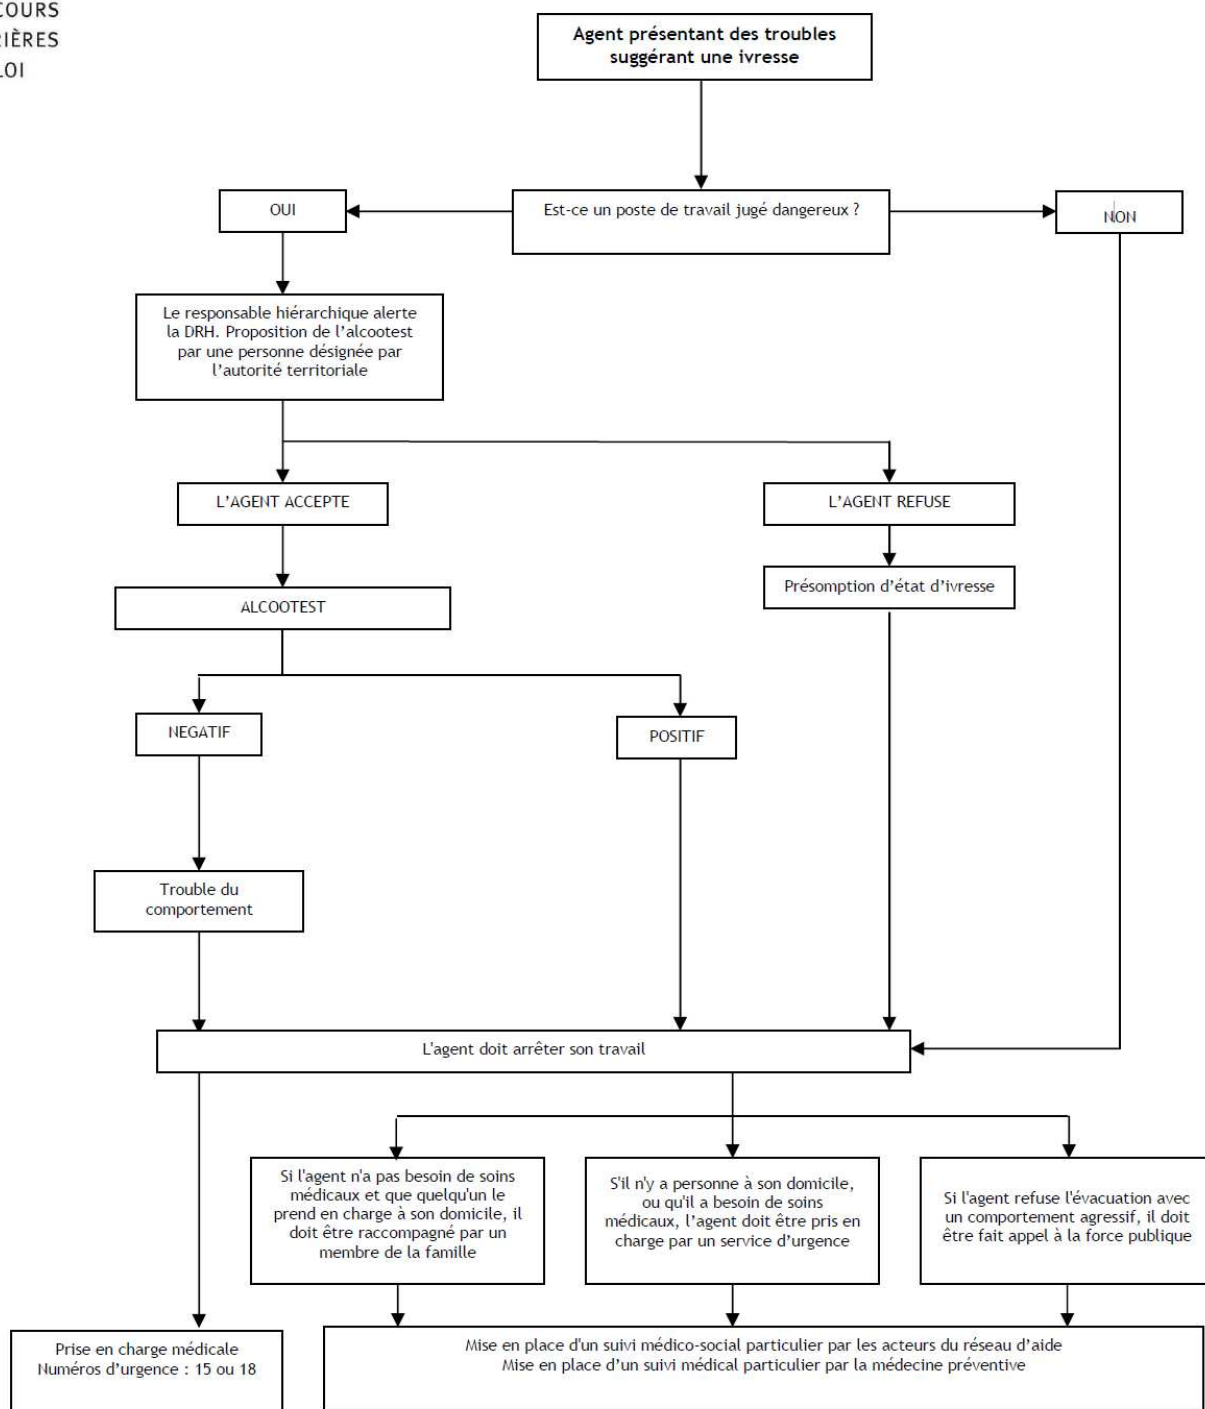 COURS
RIÈRES
LOI
Agent présentant des troubles
suggérant une ivresse
Est-ce un poste de travail jugé dangereux ?
OUI
NON
Le responsable hiérarchique alerte
la DRH. Proposition de l’alcootest
par une personne désignée par
l’autorité territoriale
L’AGENT ACCEPTE
L’AGENT REFUSE
Présomption d’état d’ivresse
ALCOOTEST
NEGATIF
POSITIF
Trouble du
comportement
L'agent doit arrêter son travail
Si l'agent n'a pas besoin de soins
médicaux et que quelqu'un le
prend en charge à son domicile, il
doit être raccompagné par un
membre de la famille
S'il n'y a personne à son domicile,
ou qu'il a besoin de soins
médicaux, l’agent doit être pris en
charge par un service d’urgence
Si l'agent refuse l'évacuation avec
un comportement agressif, il doit
être fait appel à la force publique
Prise en charge médicale
Numéros d’urgence : 15 ou 18
Mise en place d'un suivi médico-social particulier par les acteurs du réseau d’aide
Mise en place d’un suivi médical particulier par la médecine préventive